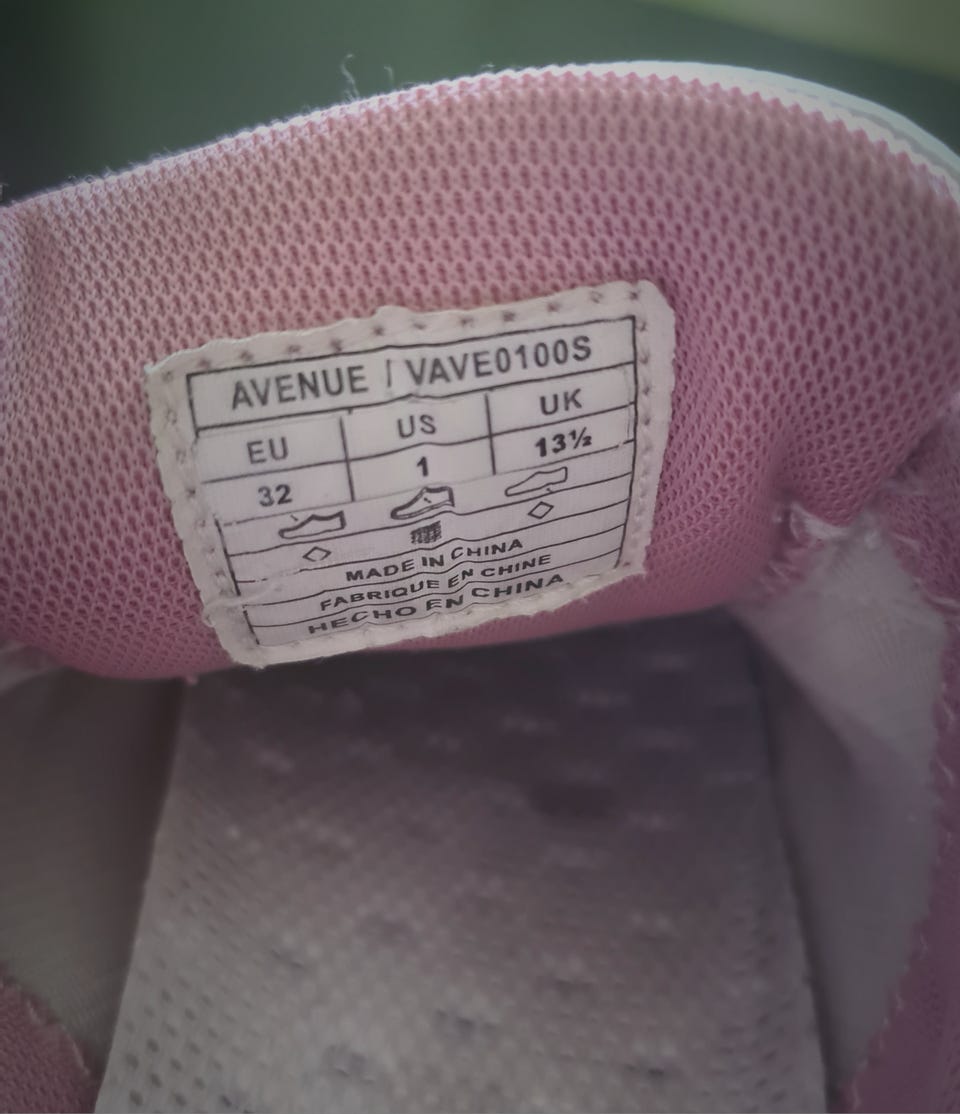 AVENUE / VAVE0100S
EU US UK
32 1 13½
MADE IN CHINA
FABRIQUE EN CHINE
HECHO EN CHINA